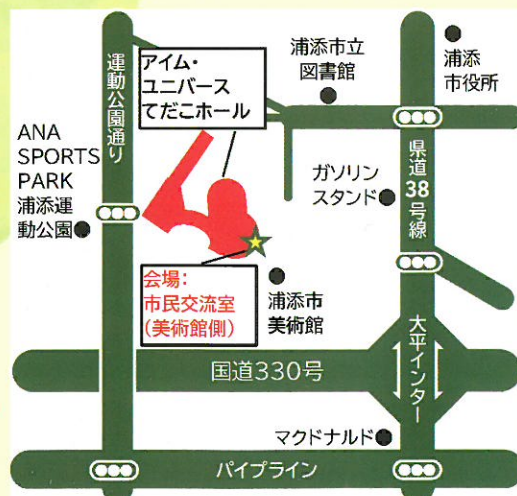 アイム・
ユニバース
てだこホール
浦添市立
図書館
浦添
市役所
運動公園通り
ANA
SPORTS
PARK
浦添運
動公園
ガソリン
スタンド
県道38号線
会場：
市民交流室
(美術館側)
浦添市
美術館
国道330号
大平インター
マクドナルド
パイプライン